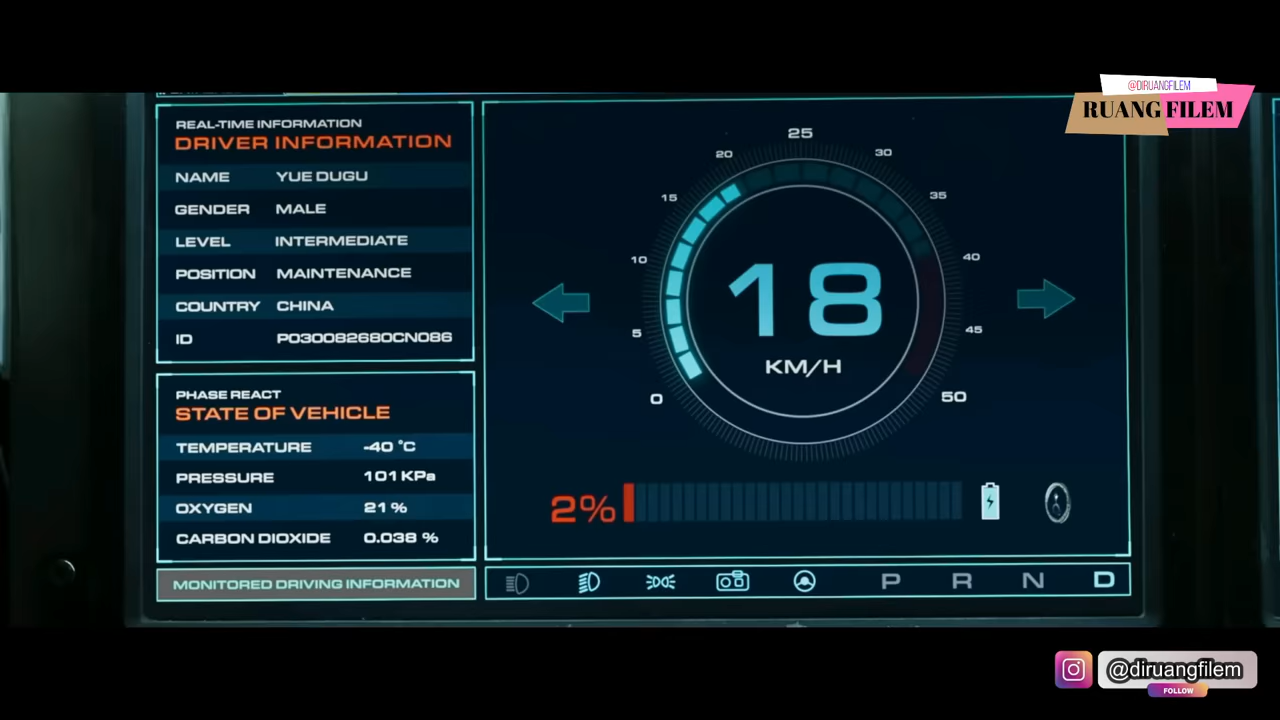 @DIRUANGFILEM
RUANG FILEM
REAL-TIME INFORMATION
DRIVER INFORMATION
NAME YUE DUGU
GENDER MALE
LEVEL INTERMEDIATE
POSITION MAINTENANCE
COUNTRY CHINA
ID P030082680CN086
PHASE REACT
STATE OF VEHICLE
TEMPERATURE -40 °C
PRESSURE 101 KPa
OXYGEN 21 %
CARBON DIOXIDE 0.038 %
MONITORED DRIVING INFORMATION
0
5
10
15
20
25
30
35
40
45
50
18
KM/H
2%
P R N D
@diruangfilem
FOLLOW